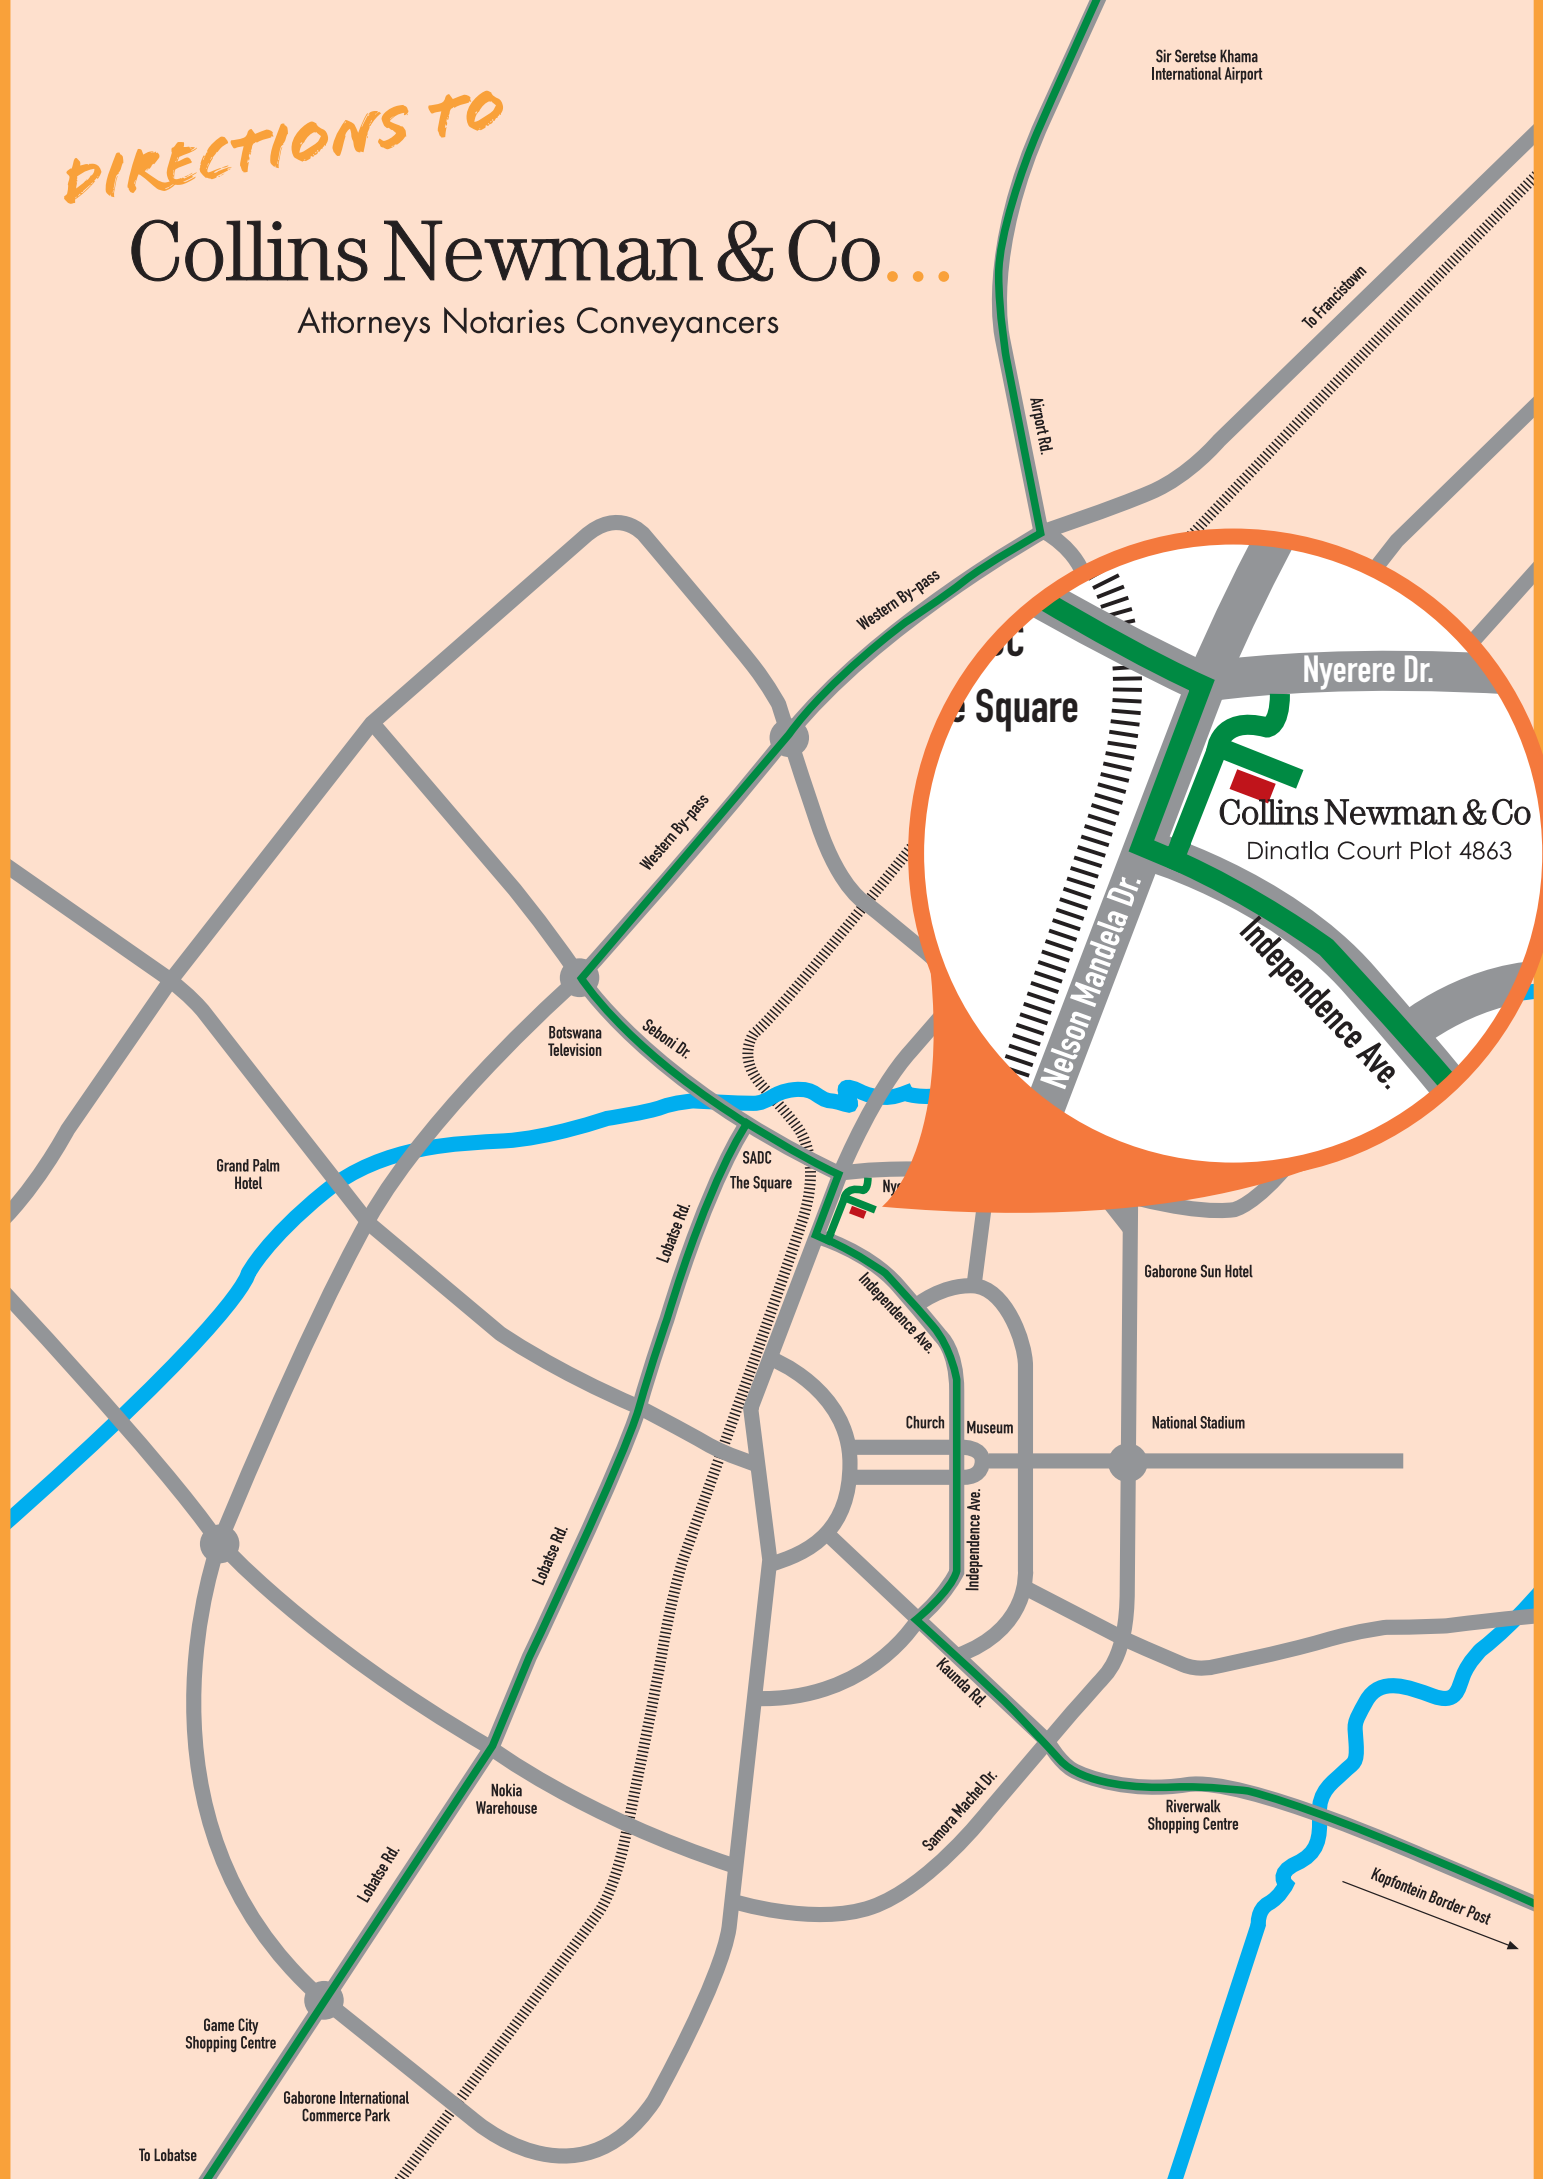 Sir Seretse Khama
International Airport
DIRECTIONS TO
Collins Newman & Co...
Attorneys Notaries Conveyancers
To Francistown
Airport Rd.
Western By-pass
Square
Nyerere Dr.
Collins Newman & Co
Dinatla Court Plot 4863
Nelson Mandela Dr.
Independence Ave.
Western By-pass
Botswana
Television
Seboni Dr.
Grand Palm
Hotel
SADC
The Square
Lobatse Rd.
Independence Ave.
Gaborone Sun Hotel
Church
Museum
National Stadium
Independence Ave.
Lobatse Rd.
Kaunda Rd.
Samora Machel Dr.
Nokia
Warehouse
Riverwalk
Shopping Centre
Lobatse Rd.
Kopfontein Border Post
Game City
Shopping Centre
Gaborone International
Commerce Park
To Lobatse